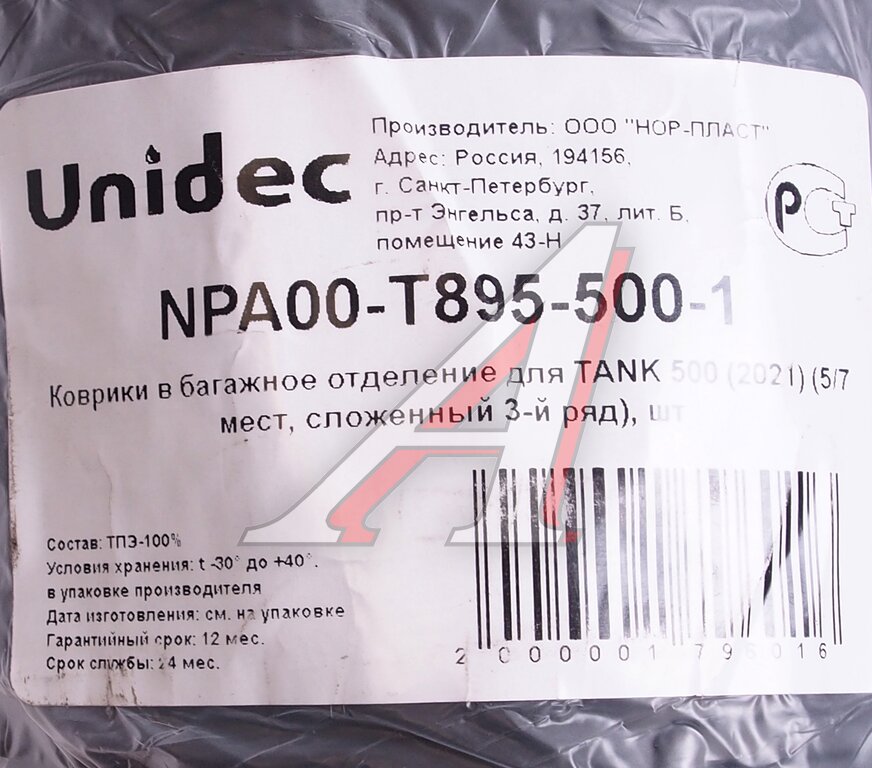 Unidec
Производитель: ООО "НОР-ПЛАСТ"
Адрес: Россия, 194156,
г. Санкт-Петербург,
пр-т Энгельса, д. 37, лит. Б,
помещение 43-Н
РСТ
NPA00-T895-500-1
Коврики в багажное отделение для TANK 500 (2021) (5/7
мест, сложенный 3-й ряд), шт
Состав: ТПЭ-100%
Условия хранения: t -30° до +40°.
в упаковке производителя
Дата изготовления: см. на упаковке
Гарантийный срок: 12 мес.
Срок службы: 24 мес.
2 000001 795016